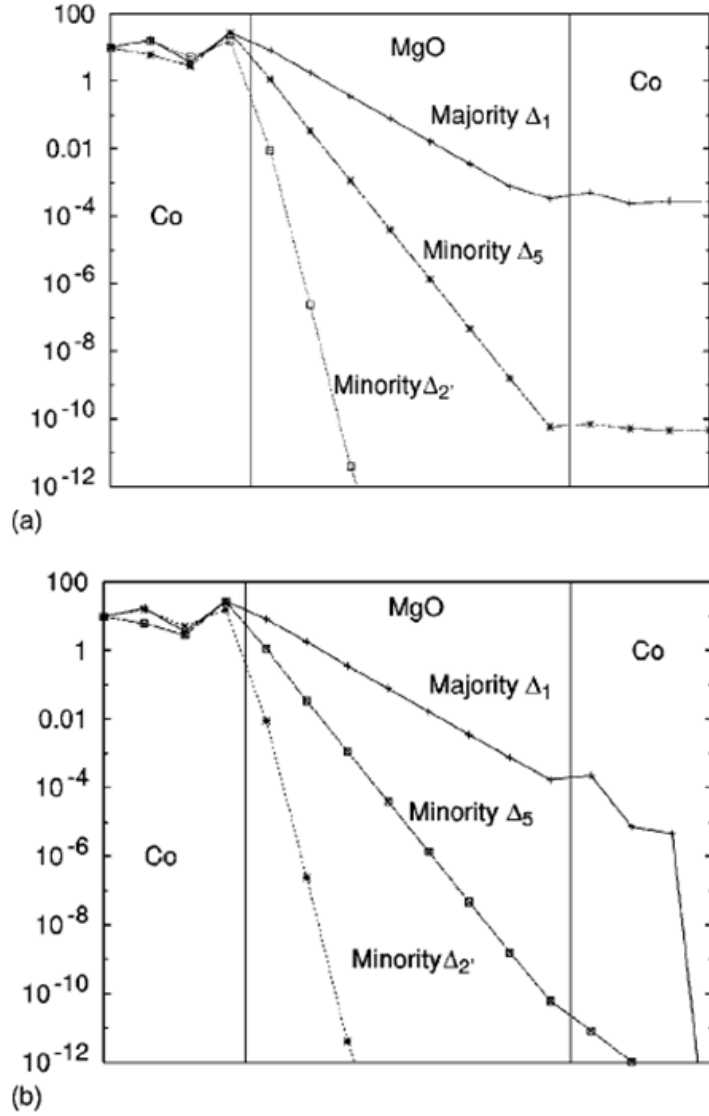 100
MgO
1
Co
Majority Δ1
0.01
10-4
Co
Minority Δ5
10-6
10-8
Minority Δ2'
10-10
10-12
(a)
100
MgO
1
Co
Majority Δ1
0.01
10-4
Minority Δ5
10-6
Co
10-8
Minority Δ2'
10-10
10-12
(b)